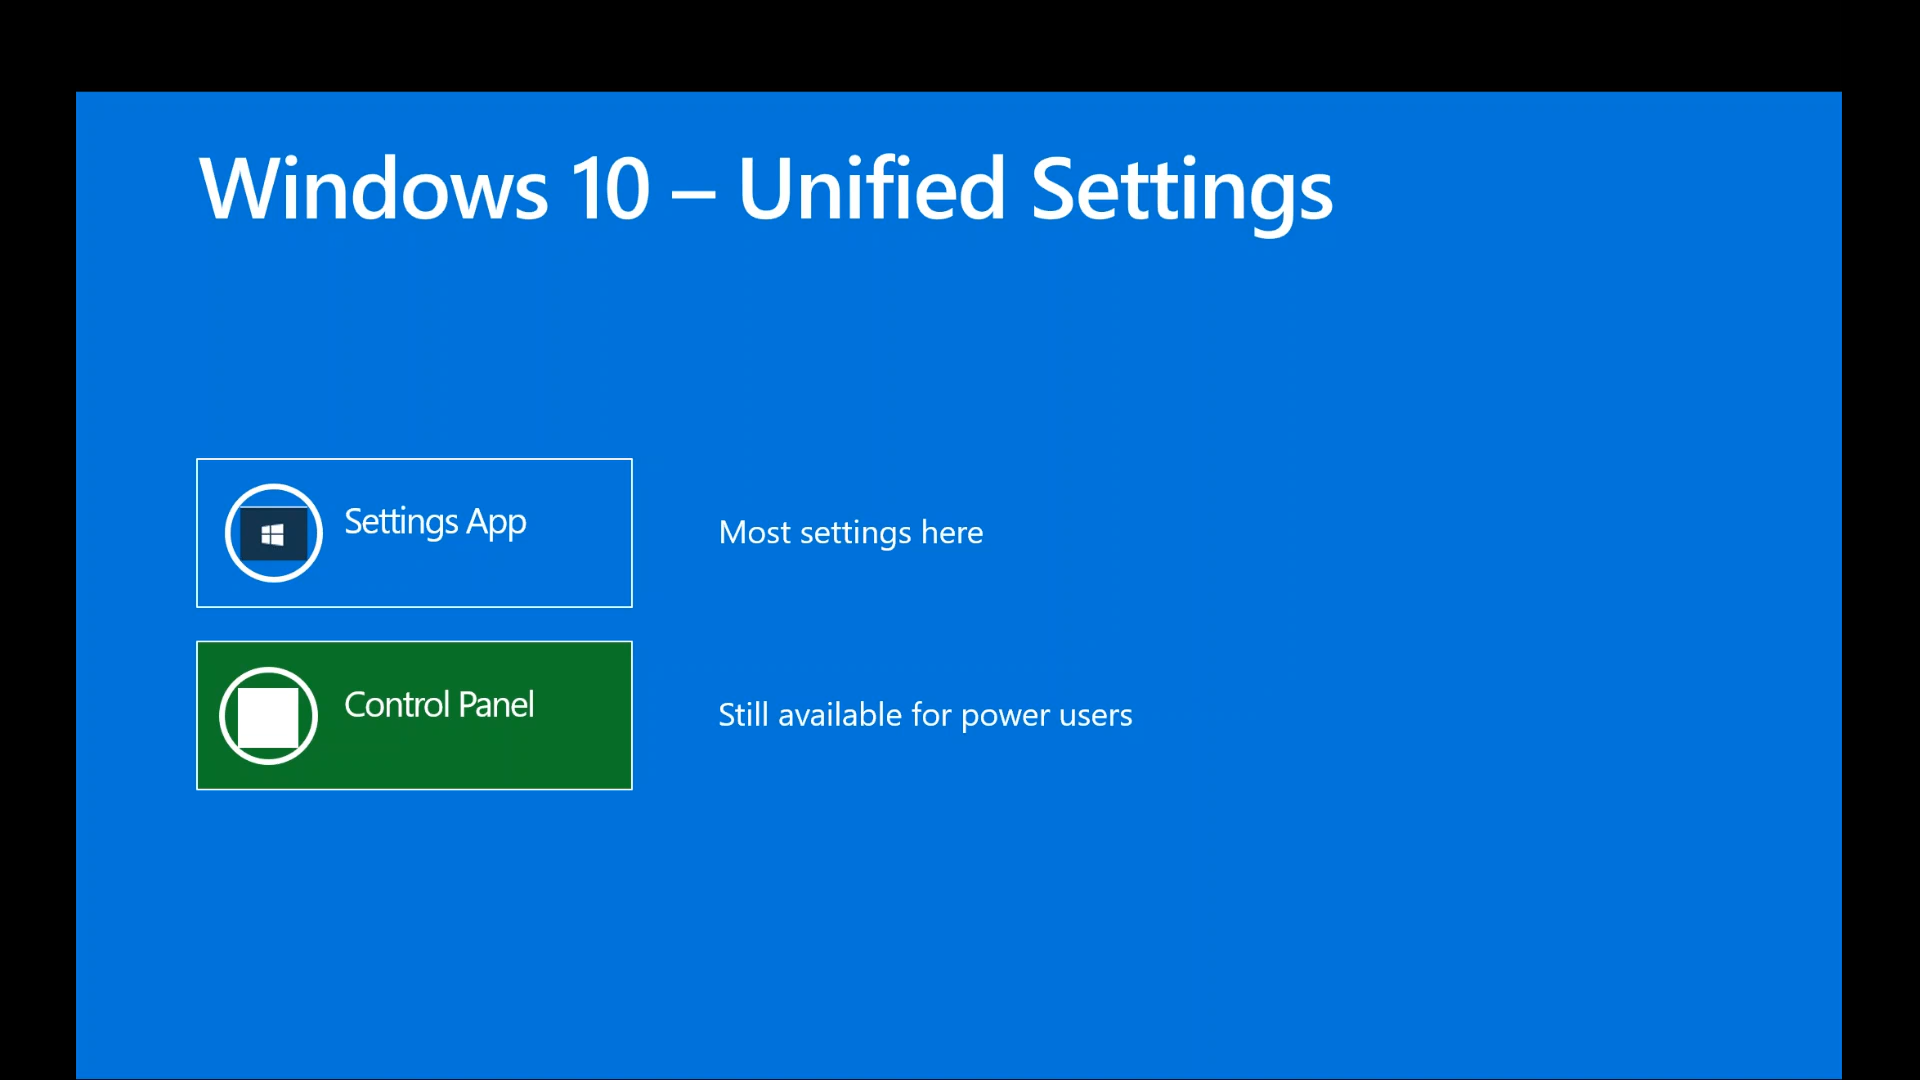 Windows 10 – Unified Settings
Settings App
Most settings here
Control Panel
Still available for power users